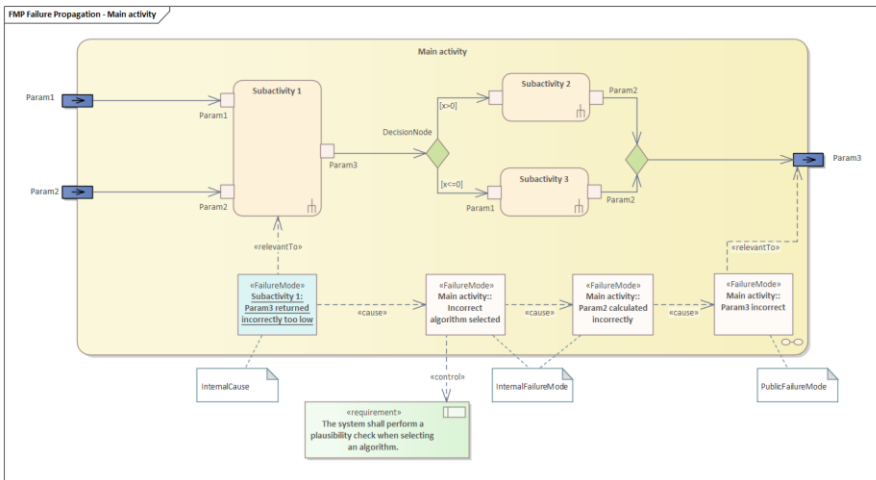 FMP Failure Propagation - Main activity
Main activity
Param1
Param1
Subactivity 1
Param3
Param2
Param2
DecisionNode
[x>0]
[x<=0]
Subactivity 2
Param2
Param1
Subactivity 3
Param2
Param3
«relevantTo»
«relevantTo»
«FailureMode»
Subactivity 1:
Param3 returned
incorrectly too low
«cause»
«FailureMode»
Main activity::
Incorrect
algorithm selected
«cause»
«FailureMode»
Main activity::
Param2 calculated
incorrectly
«cause»
«FailureMode»
Main activity::
Param3 incorrect
InternalCause
«control»
InternalFailureMode
PublicFailureMode
«requirement»
The system shall perform a
plausibility check when selecting
an algorithm.